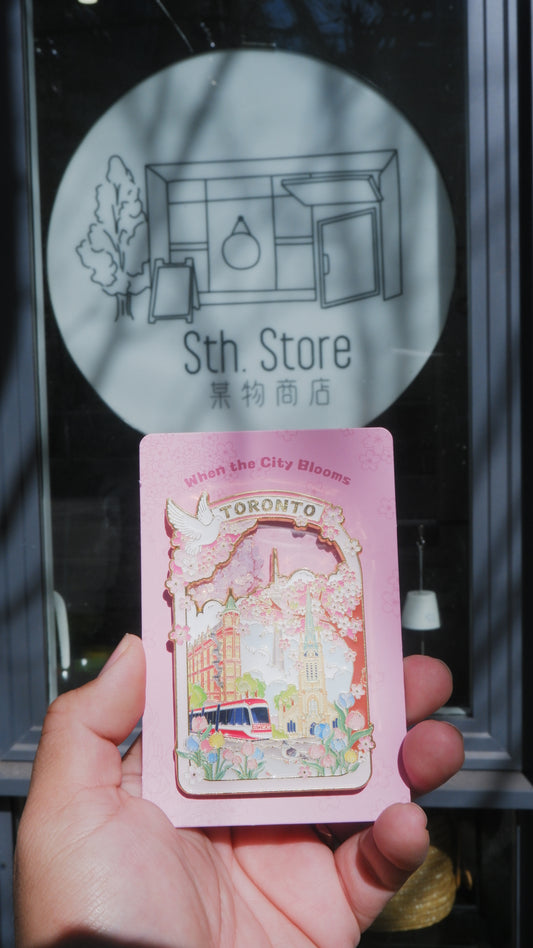 Sth. Store
某物商店
When the City Blooms
TORONTO